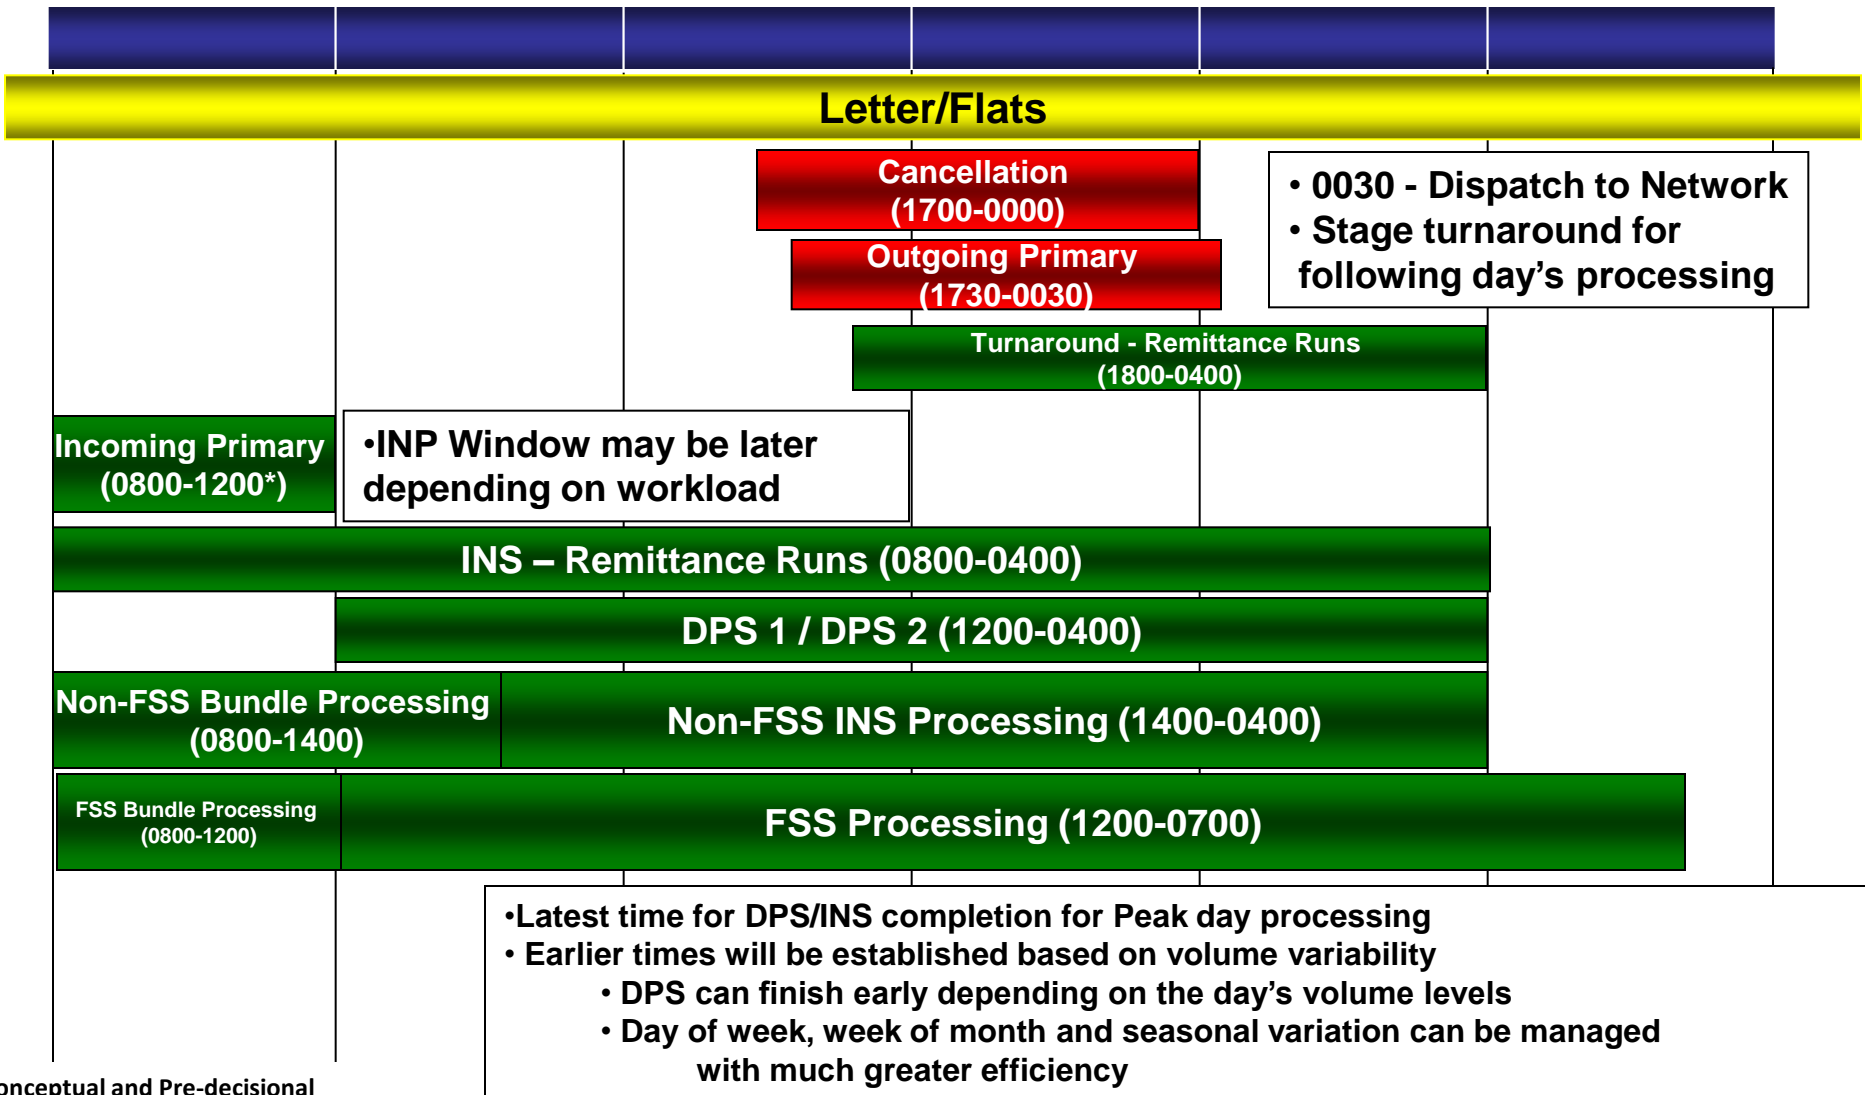 Letter/Flats
Cancellation
(1700-0000)
• 0030 - Dispatch to Network
• Stage turnaround for
following day’s processing
Outgoing Primary
(1730-0030)
Turnaround - Remittance Runs
(1800-0400)
Incoming Primary
(0800-1200*)
•INP Window may be later
depending on workload
INS – Remittance Runs (0800-0400)
DPS 1 / DPS 2 (1200-0400)
Non-FSS Bundle Processing
(0800-1400)
Non-FSS INS Processing (1400-0400)
FSS Bundle Processing
(0800-1200)
FSS Processing (1200-0700)
•Latest time for DPS/INS completion for Peak day processing
• Earlier times will be established based on volume variability
• DPS can finish early depending on the day’s volume levels
• Day of week, week of month and seasonal variation can be managed
with much greater efficiency
onceptual and Pre-decisional